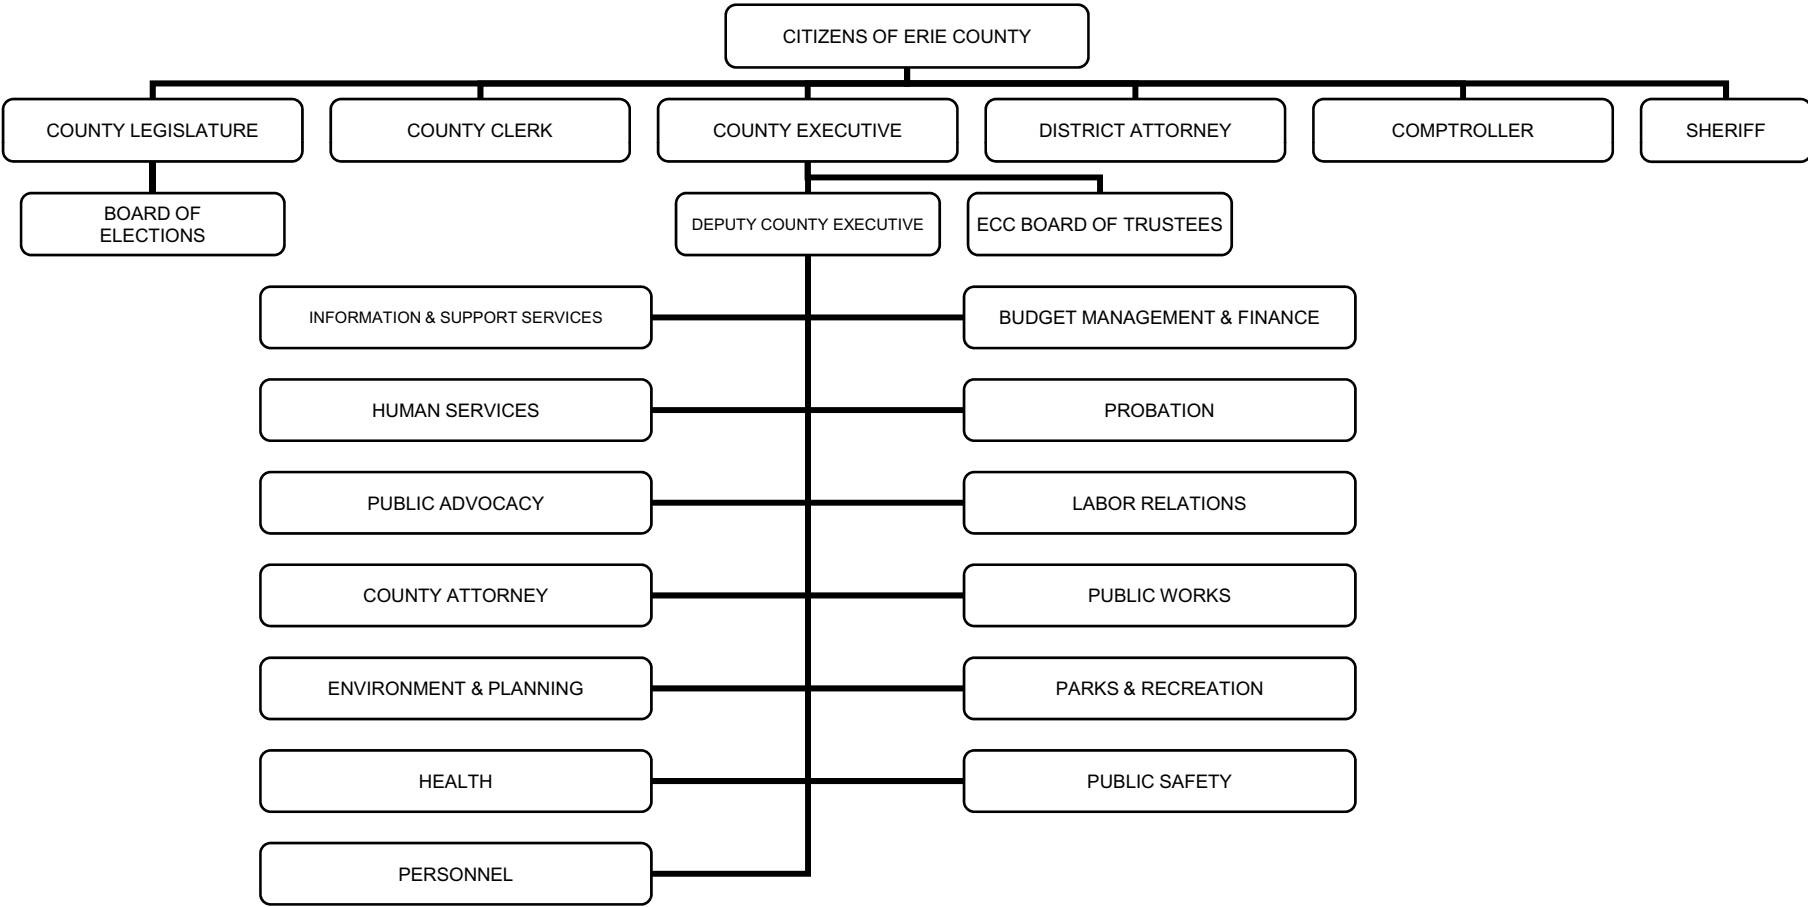 CITIZENS OF ERIE COUNTY
COUNTY LEGISLATURE
COUNTY CLERK
COUNTY EXECUTIVE
DISTRICT ATTORNEY
COMPTROLLER
SHERIFF
BOARD OF
ELECTIONS
DEPUTY COUNTY EXECUTIVE
ECC BOARD OF TRUSTEES
INFORMATION & SUPPORT SERVICES
BUDGET MANAGEMENT & FINANCE
HUMAN SERVICES
PROBATION
PUBLIC ADVOCACY
LABOR RELATIONS
COUNTY ATTORNEY
PUBLIC WORKS
ENVIRONMENT & PLANNING
PARKS & RECREATION
HEALTH
PUBLIC SAFETY
PERSONNEL